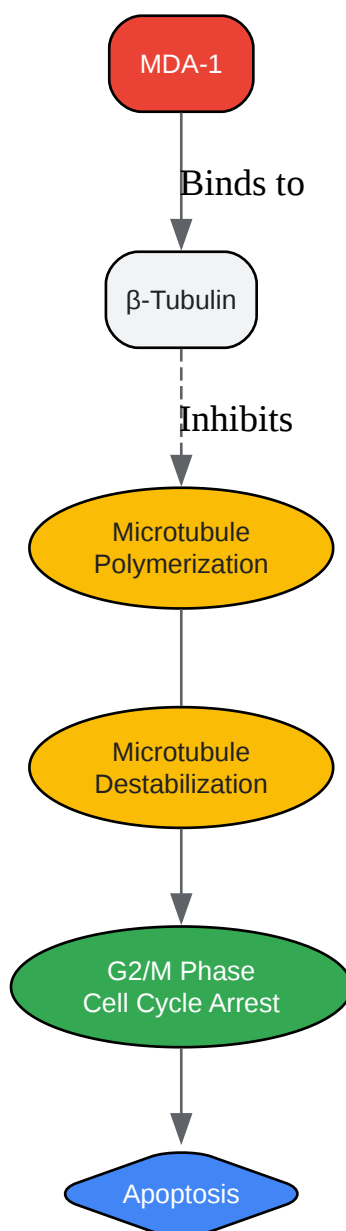 MDA-1
Binds to
β-Tubulin
Inhibits
Microtubule
Polymerization
Microtubule
Destabilization
G2/M Phase
Cell Cycle Arrest
Apoptosis